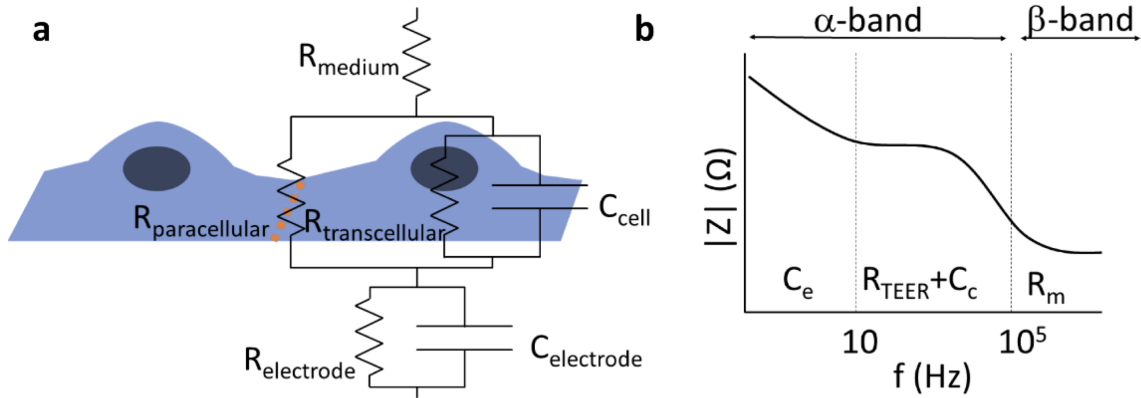 a
R_medium
R_paracellular
R_transcellular
C_cell
R_electrode
C_electrode
b
α-band
β-band
|Z| (Ω)
C_e
R_TEER+C_c
R_m
10
10^5
f (Hz)